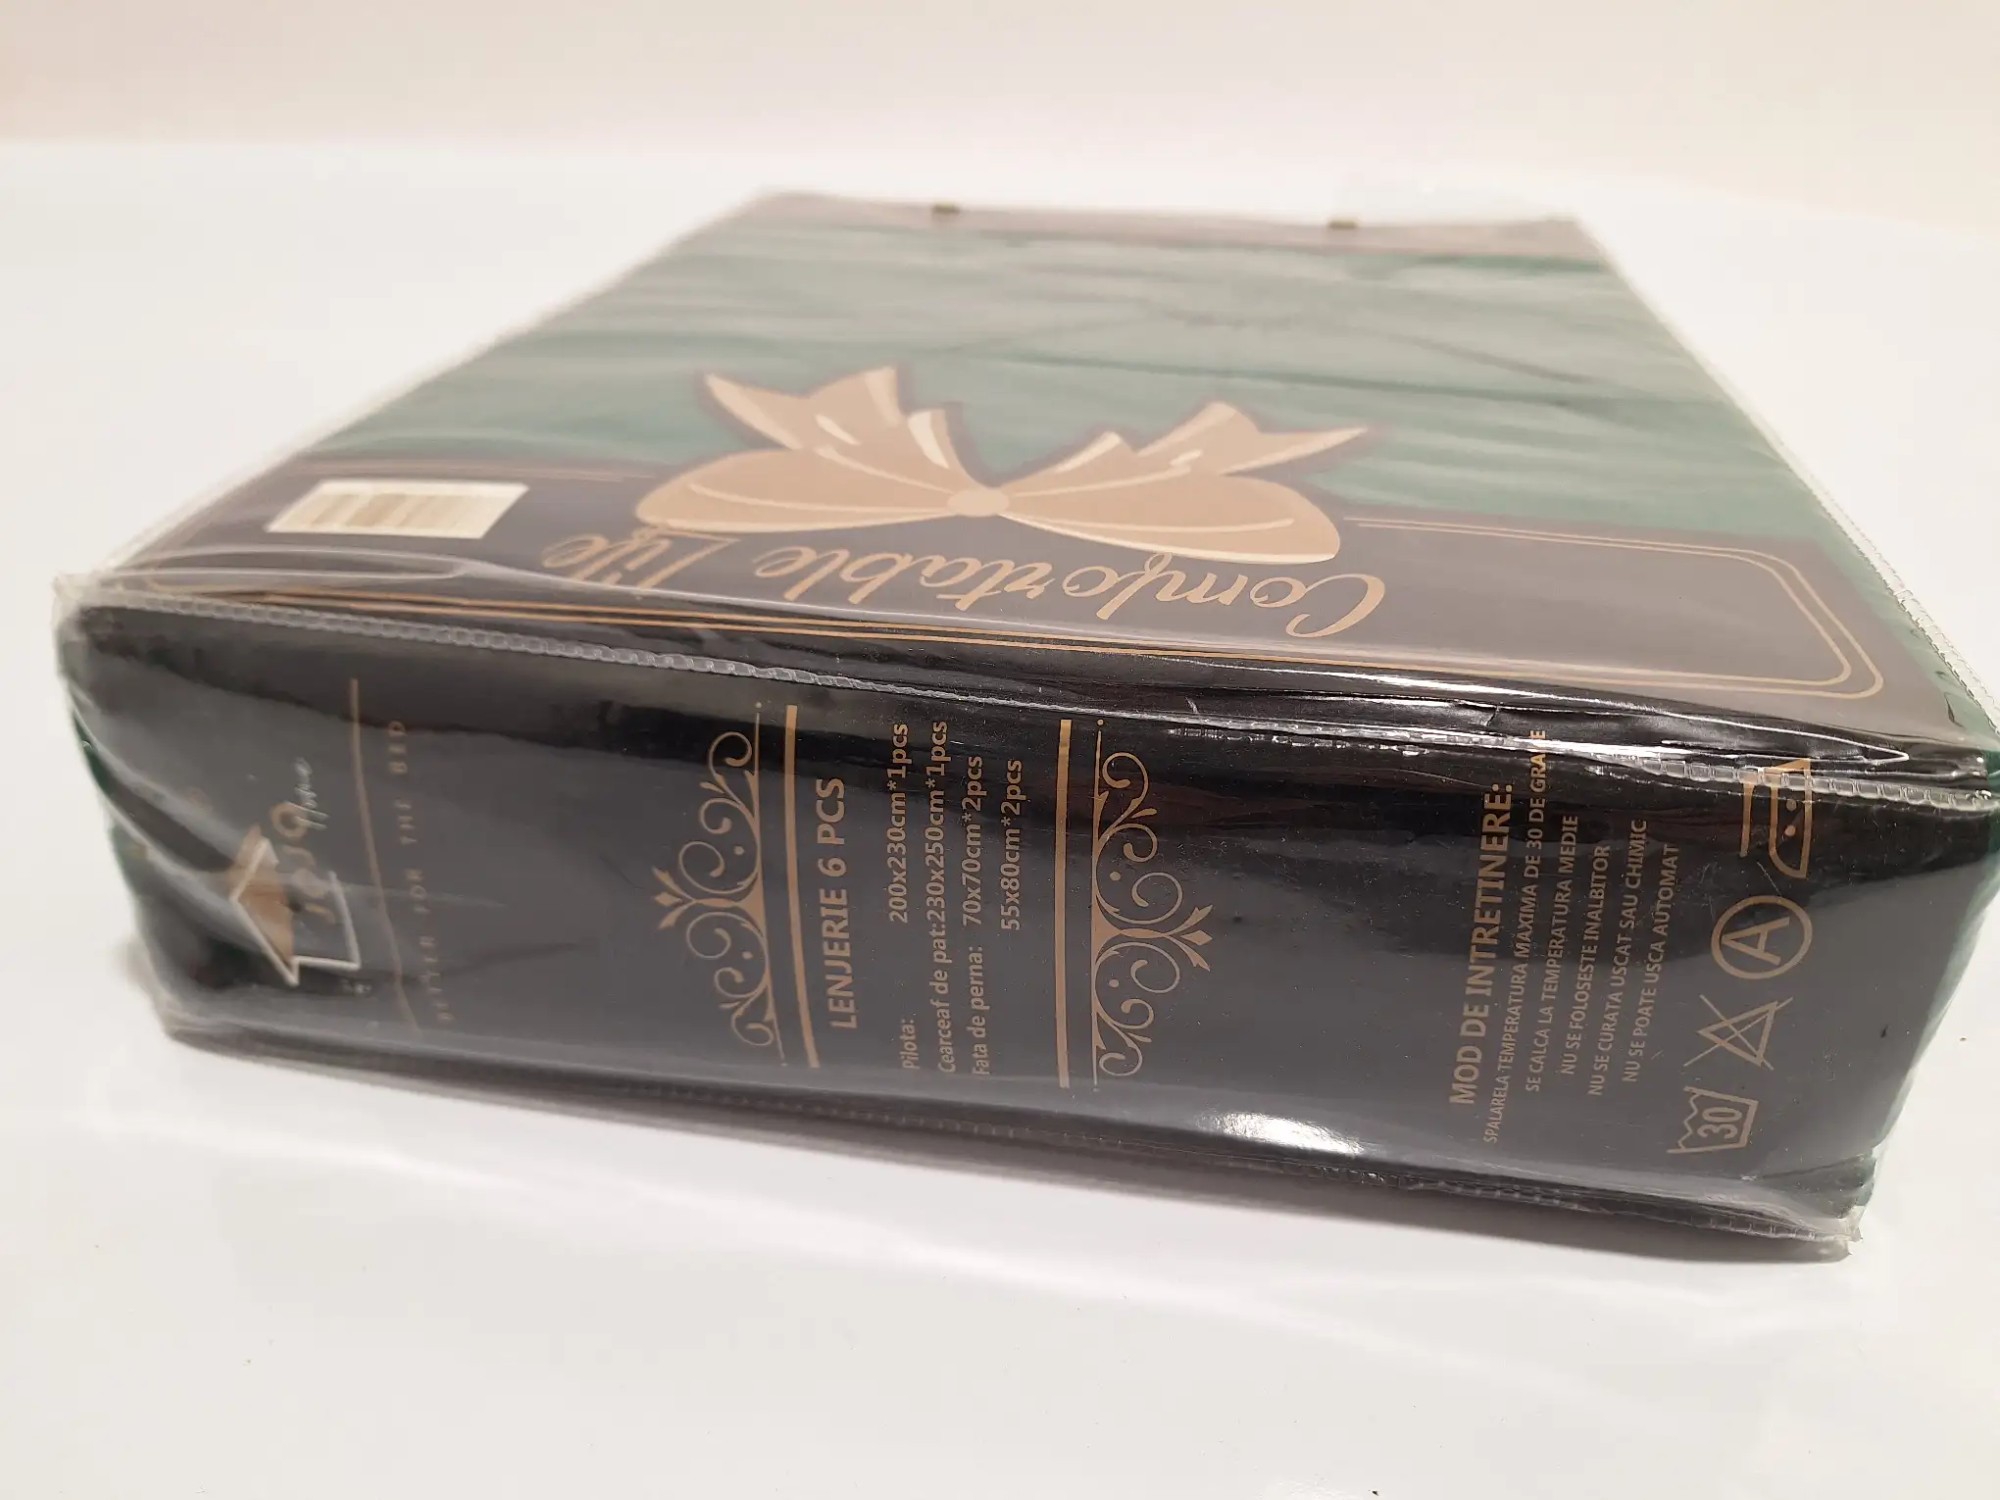 Comfortable Life
Home
BETTER FOR THE BED
LENJERIE 6 PCS
Pilota: 200x230cm*1pcs
Cearceaf de pat:230x250cm*1pcs
Fata de perna: 70x70cm*2pcs
55x80cm*2pcs
MOD DE INTRETINERE:
SPALARELA TEMPERATURA MAXIMA DE 30 DE GRADE
SE CALCA LA TEMPERATURA MEDIE
NU SE FOLOSESTE INALBITOR
NU SE CURATA USCAT SAU CHIMIC
NU SE POATE USCA AUTOMAT
30
A